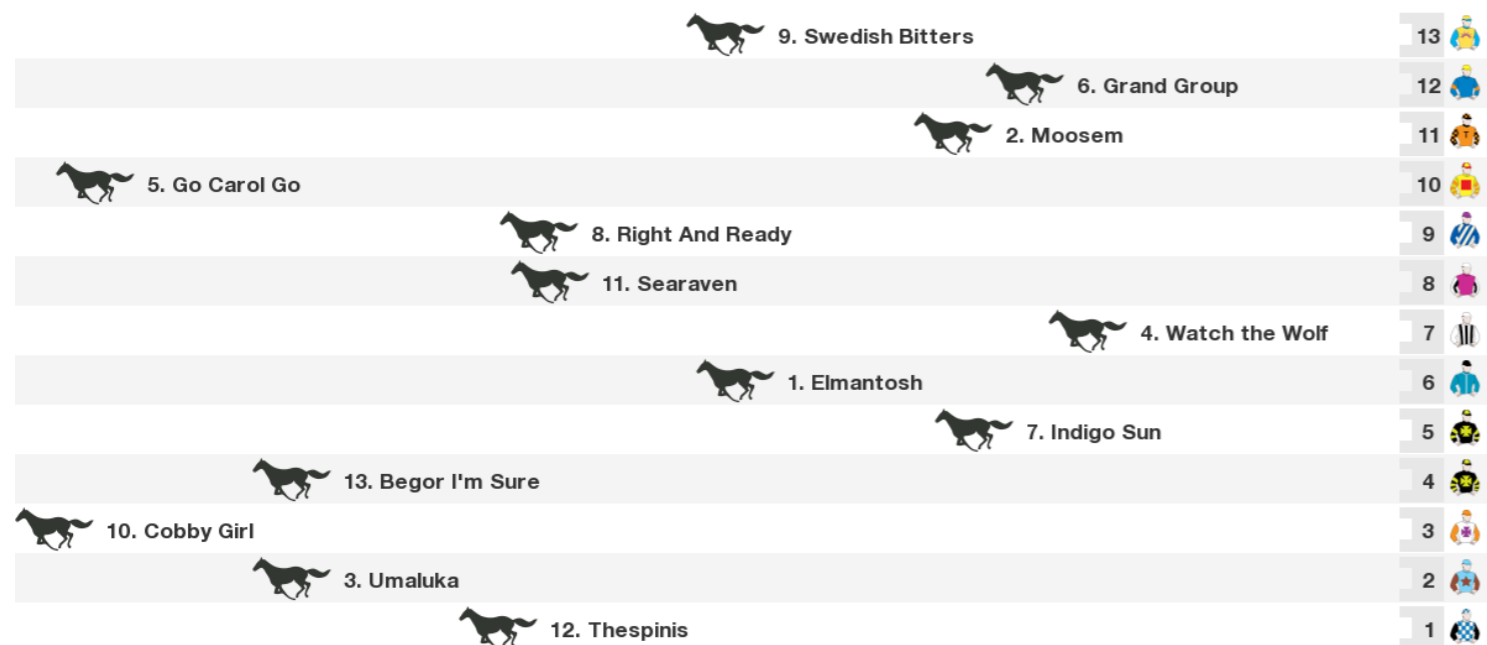 9. Swedish Bitters 13
6. Grand Group 12
2. Moosem 11
5. Go Carol Go 10
8. Right And Ready 9
11. Searaven 8
4. Watch the Wolf 7
1. Elmantosh 6
7. Indigo Sun 5
13. Begor I'm Sure 4
10. Cobby Girl 3
3. Umaluka 2
12. Thespinis 1